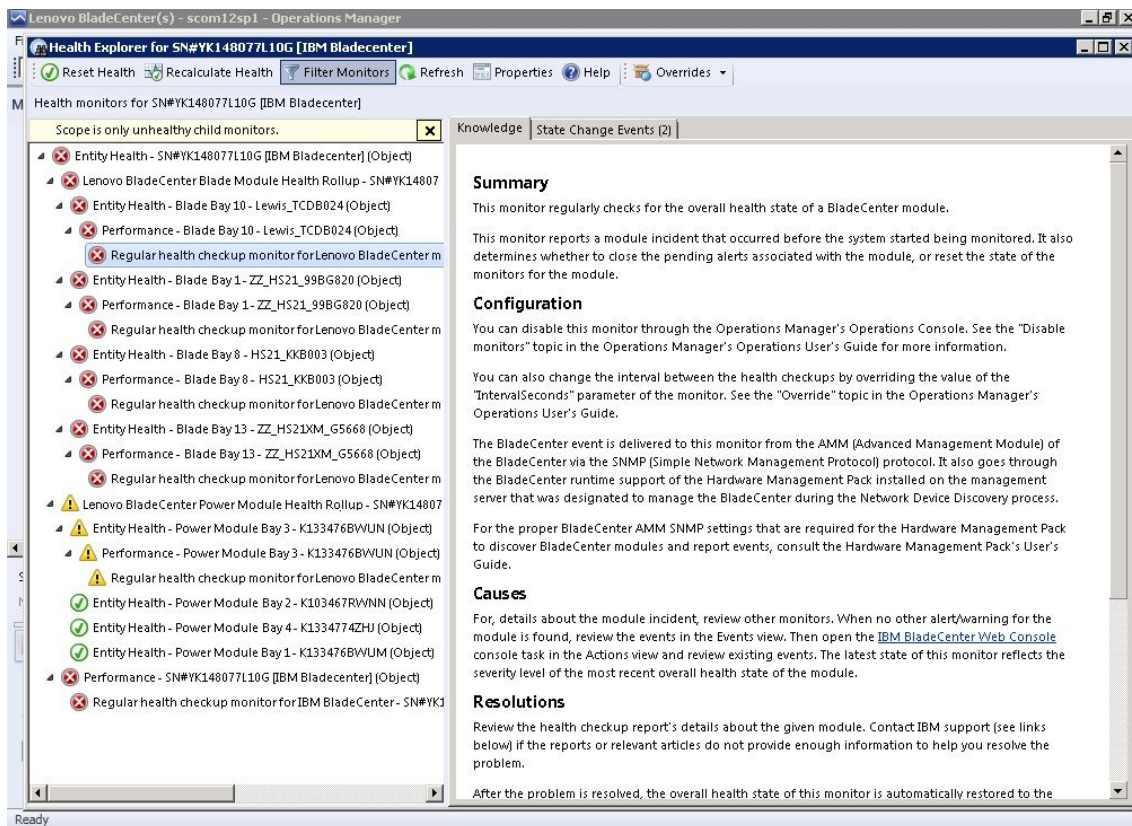 Lenovo BladeCenter(s) - scom12sp1 - Operations Manager
Health Explorer for SN#YK148077L10G [IBM Bladecenter]
Reset Health Recalculate Health Filter Monitors Refresh Properties Help Overrides
Health monitors for SN#YK148077L10G [IBM Bladecenter]
Scope is only unhealthy child monitors.
Entity Health - SN#YK148077L10G [IBM Bladecenter] (Object)
Lenovo BladeCenter Blade Module Health Rollup - SN#YK14807
Entity Health - Blade Bay 10 - Lewis_TCDB024 (Object)
Performance - Blade Bay 10 - Lewis_TCDB024 (Object)
Regular health checkup monitor for Lenovo BladeCenter m
Entity Health - Blade Bay 1 - ZZ_HS21_99BG820 (Object)
Performance - Blade Bay 1 - ZZ_HS21_99BG820 (Object)
Regular health checkup monitor for Lenovo BladeCenter m
Entity Health - Blade Bay 8 - HS21_KKB003 (Object)
Performance - Blade Bay 8 - HS21_KKB003 (Object)
Regular health checkup monitor for Lenovo BladeCenter m
Entity Health - Blade Bay 13 - ZZ_HS21XM_G5668 (Object)
Performance - Blade Bay 13 - ZZ_HS21XM_G5668 (Object)
Regular health checkup monitor for Lenovo BladeCenter m
Lenovo BladeCenter Power Module Health Rollup - SN#YK14807
Entity Health - Power Module Bay 3 - K133476BWUN (Object)
Performance - Power Module Bay 3 - K133476BWUN (Object)
Regular health checkup monitor for Lenovo BladeCenter m
Entity Health - Power Module Bay 2 - K103467RWNN (Object)
Entity Health - Power Module Bay 4 - K1334774ZHJ (Object)
Entity Health - Power Module Bay 1 - K133476BWUM (Object)
Performance - SN#YK148077L10G [IBM Bladecenter] (Object)
Regular health checkup monitor for IBM BladeCenter - SN#YK1
Knowledge State Change Events (2)
Summary
This monitor regularly checks for the overall health state of a BladeCenter module.
This monitor reports a module incident that occurred before the system started being monitored. It also
determines whether to close the pending alerts associated with the module, or reset the state of the
monitors for the module.
Configuration
You can disable this monitor through the Operations Manager's Operations Console. See the "Disable
monitors" topic in the Operations Manager's Operations User's Guide for more information.
You can also change the interval between the health checkups by overriding the value of the
"IntervalSeconds" parameter of the monitor. See the "Override" topic in the Operations Manager's
Operations User's Guide.
The BladeCenter event is delivered to this monitor from the AMM (Advanced Management Module) of
the BladeCenter via the SNMP (Simple Network Management Protocol) protocol. It also goes through
the BladeCenter runtime support of the Hardware Management Pack installed on the management
server that was designated to manage the BladeCenter during the Network Device Discovery process.
For the proper BladeCenter AMM SNMP settings that are required for the Hardware Management Pack
to discover BladeCenter modules and report events, consult the Hardware Management Pack's User's
Guide.
Causes
For, details about the module incident, review other monitors. When no other alert/warning for the
module is found, review the events in the Events view. Then open the IBM BladeCenter Web Console
console task in the Actions view and review existing events. The latest state of this monitor reflects the
severity level of the most recent overall health state of the module.
Resolutions
Review the health checkup report's details about the given module. Contact IBM support (see links
below) if the reports or relevant articles do not provide enough information to help you resolve the
problem.
After the problem is resolved, the overall health state of this monitor is automatically restored to the
Ready